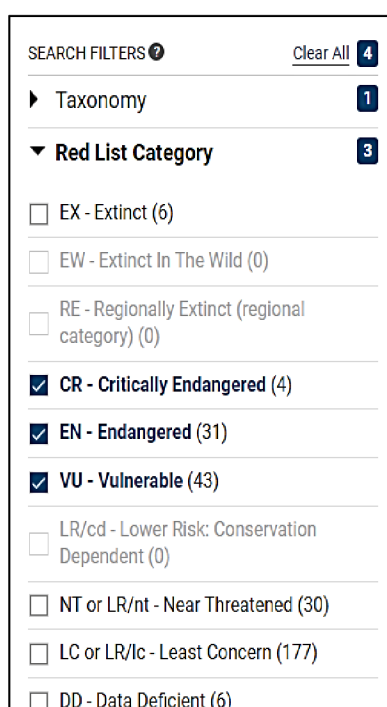 SEARCH FILTERS ? Clear All 4
Taxonomy 1
Red List Category 3
EX - Extinct (6)
EW - Extinct In The Wild (0)
RE - Regionally Extinct (regional
category) (0)
CR - Critically Endangered (4)
EN - Endangered (31)
VU - Vulnerable (43)
LR/cd - Lower Risk: Conservation
Dependent (0)
NT or LR/nt - Near Threatened (30)
LC or LR/lc - Least Concern (177)
DD - Data Deficient (6)